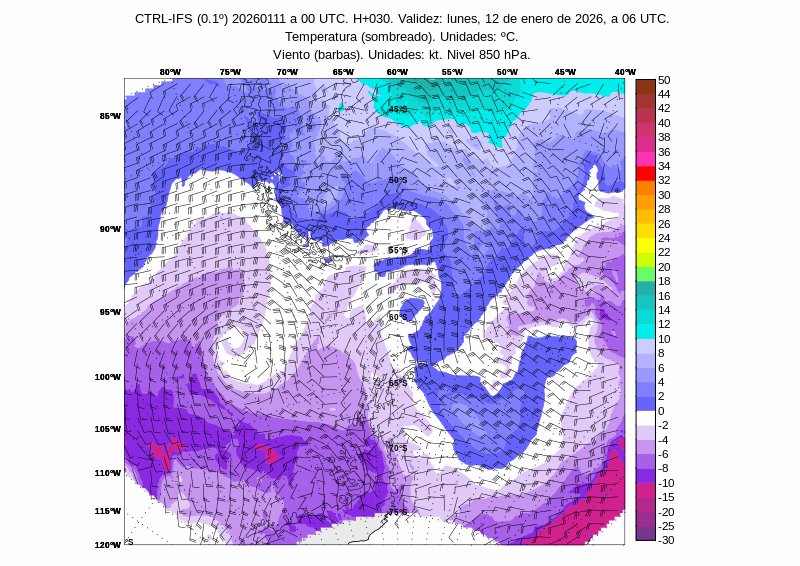 CTRL-IFS (0.1º) 20260111 a 00 UTC. H+030. Validez: lunes, 12 de enero de 2026, a 06 UTC.
Temperatura (sombreado). Unidades: ºC.
Viento (barbas). Unidades: kt. Nivel 850 hPa.
80°W 75°W 70°W 65°W 60°W 55°W 50°W 45°W 40°W
50
44
85°W 45°S
42
40
38
36
34
50°S 32
30
28
90°W 26
55°S 24
22
20
18
95°W 16
60°S 14
12
10
8
6
100°W 65°S 4
2
0
-2
105°W -4
70°S -6
-8
110°W -10
-15
115°W 75°S -20
-25
120°W °S -30